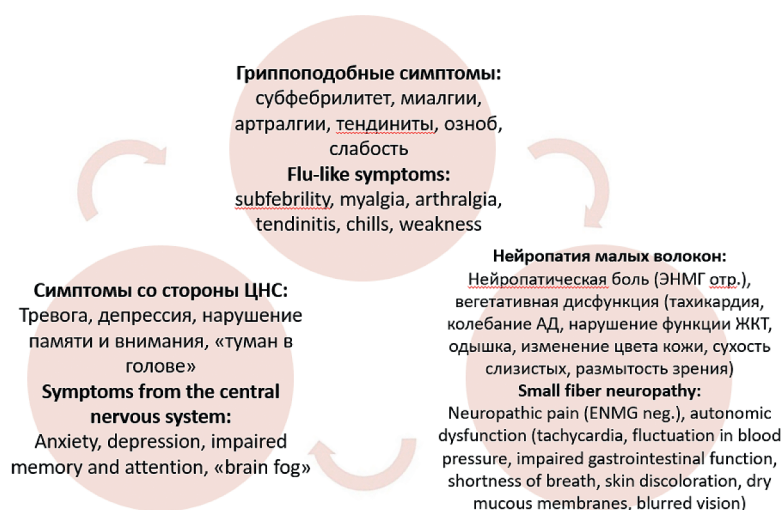 Гриппоподобные симптомы:
субфебрилитет, миалгии,
артралгии, тендиниты, озноб,
слабость
Flu-like symptoms:
subfebrility, myalgia, arthralgia,
tendinitis, chills, weakness
Нейропатия малых волокон:
Нейропатическая боль (ЭНМГ отр.),
вегетативная дисфункция (тахикардия,
колебание АД, нарушение функции ЖКТ,
одышка, изменение цвета кожи, сухость
слизистых, размытость зрения)
Small fiber neuropathy:
Neuropathic pain (ENMG neg.), autonomic
dysfunction (tachycardia, fluctuation in blood
pressure, impaired gastrointestinal function,
shortness of breath, skin discoloration, dry
mucous membranes, blurred vision)
Симптомы со стороны ЦНС:
Тревога, депрессия, нарушение
памяти и внимания, «туман в
голове»
Symptoms from the central
nervous system:
Anxiety, depression, impaired
memory and attention, «brain fog»